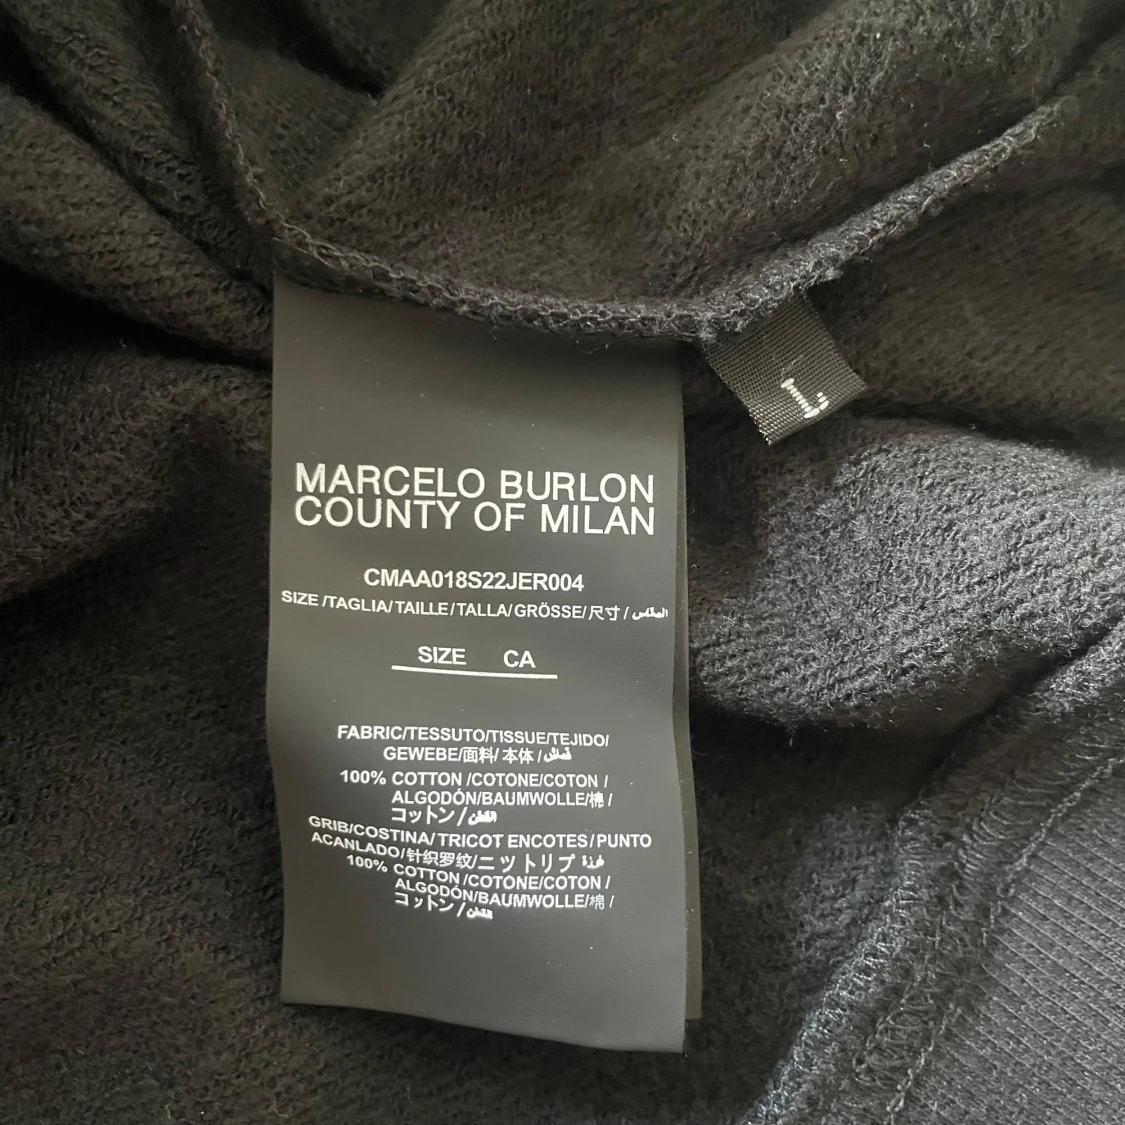 MARCELO BURLON
COUNTY OF MILAN
CMAA018S22JER004
SIZE /TAGLIA/TAILLE/TALLA/GRÖSSE/尺寸/
SIZE CA
FABRIC/TESSUTO/TISSUE/TEJIDO/
GEWEBE/面料/本体/قماش
100% COTTON /COTONE/COTON /
ALGODÓN/BAUMWOLLE/棉/
コットン/القطن
GRIB/COSTINA/TRICOT ENCOTES/PUNTO
ACANLADO/针织罗纹/ニットリブ
100% COTTON /COTONE/COTON /
ALGODÓN/BAUMWOLLE/棉/
コットン/القطن